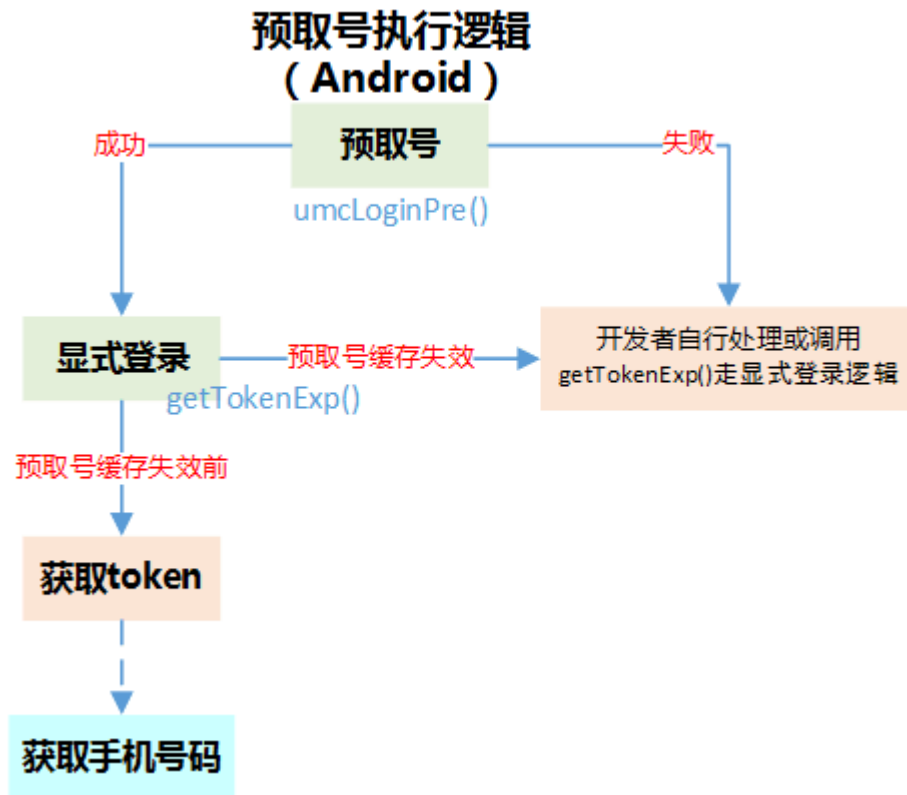 预取号执行逻辑
（Android）
成功
预取号
失败
umcLoginPre()
显式登录
预取号缓存失效
开发者自行处理或调用
getTokenExp()走显式登录逻辑
getTokenExp()
预取号缓存失效前
获取token
获取手机号码